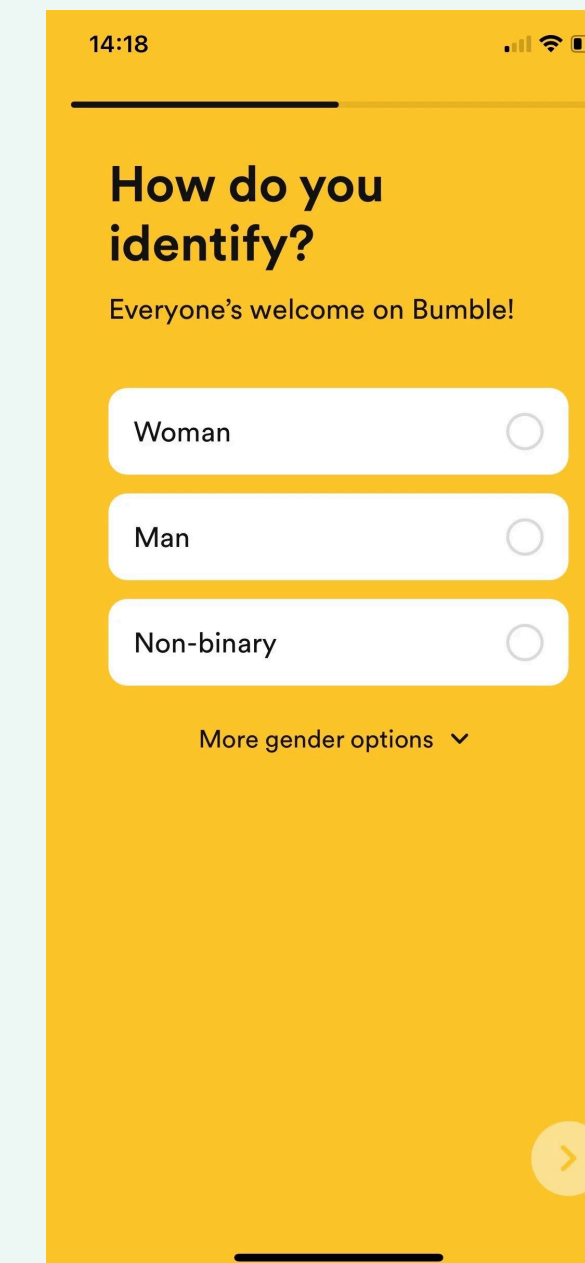 14:18
How do you
identify?
Everyone’s welcome on Bumble!
Woman
Man
Non-binary
More gender options